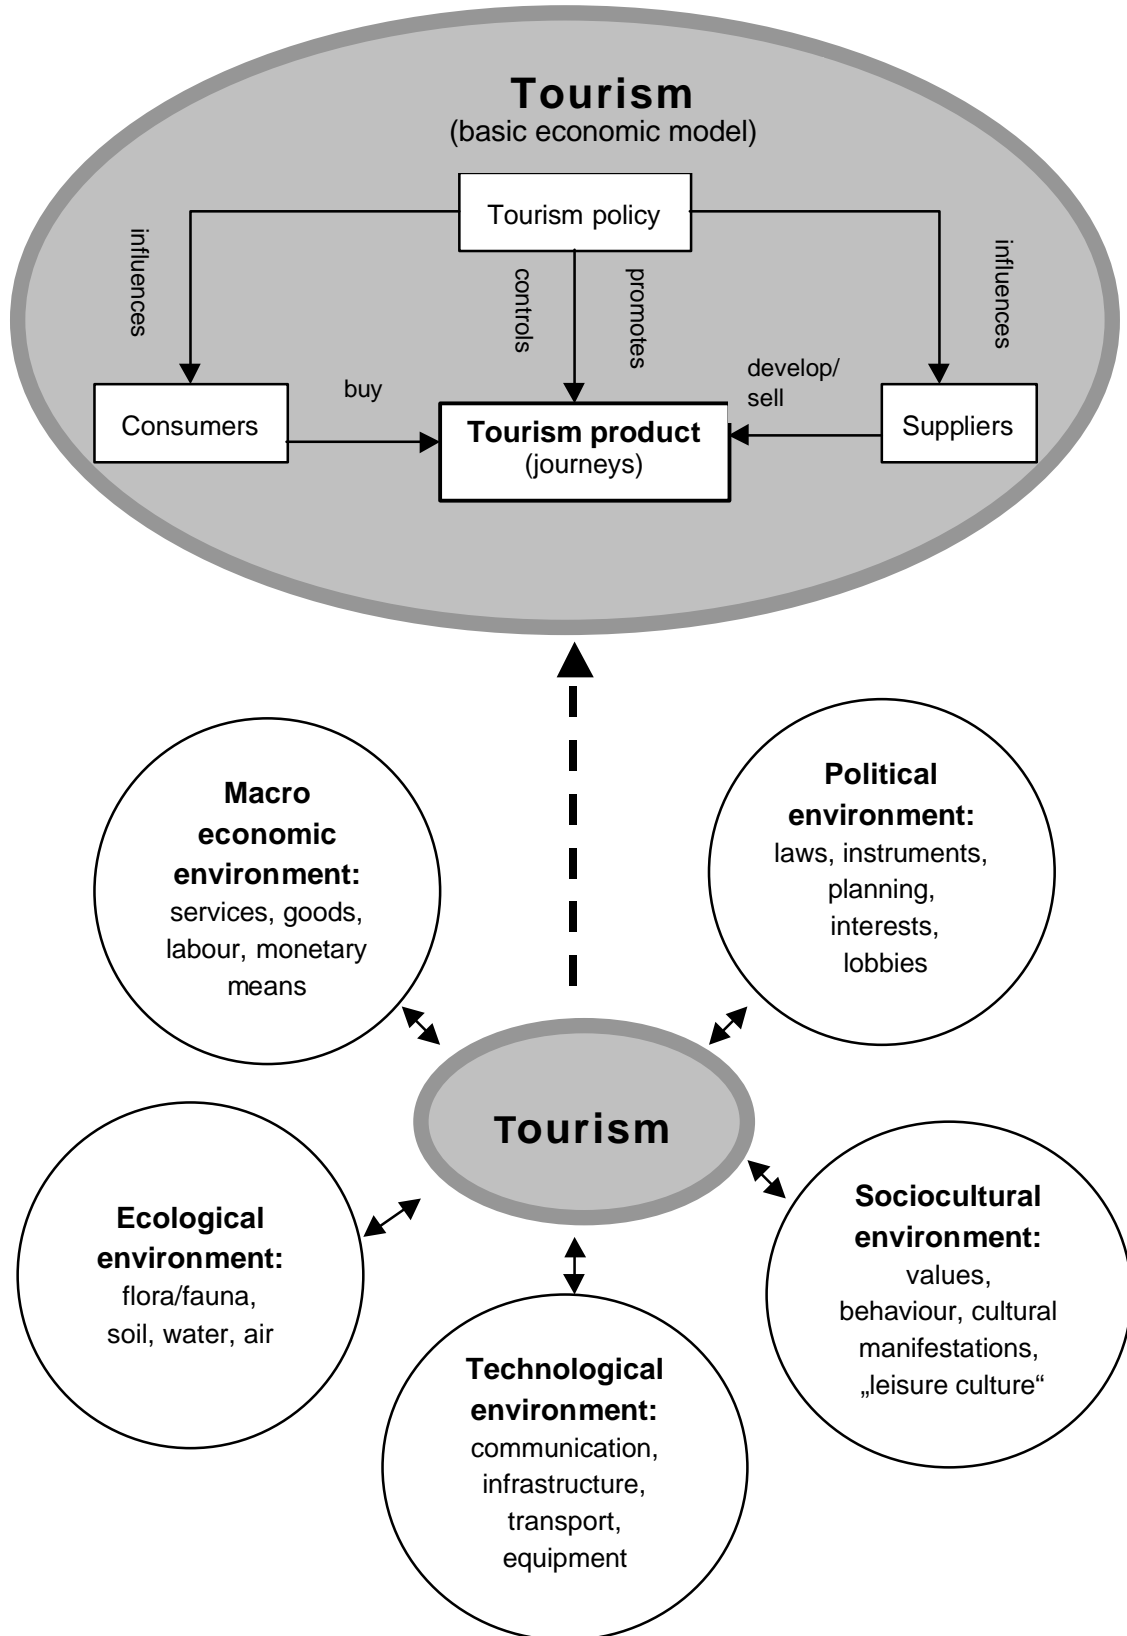 Tourism
(basic economic model)
Tourism policy
influences
controls
promotes
influences
buy
develop/
sell
Consumers
Tourism product
(journeys)
Suppliers
Macro
economic
environment:
services, goods,
labour, monetary
means
Political
environment:
laws, instruments,
planning,
interests,
lobbies
Tourism
Ecological
environment:
flora/fauna,
soil, water, air
Sociocultural
environment:
values,
behaviour, cultural
manifestations,
„leisure culture“
Technological
environment:
communication,
infrastructure,
transport,
equipment